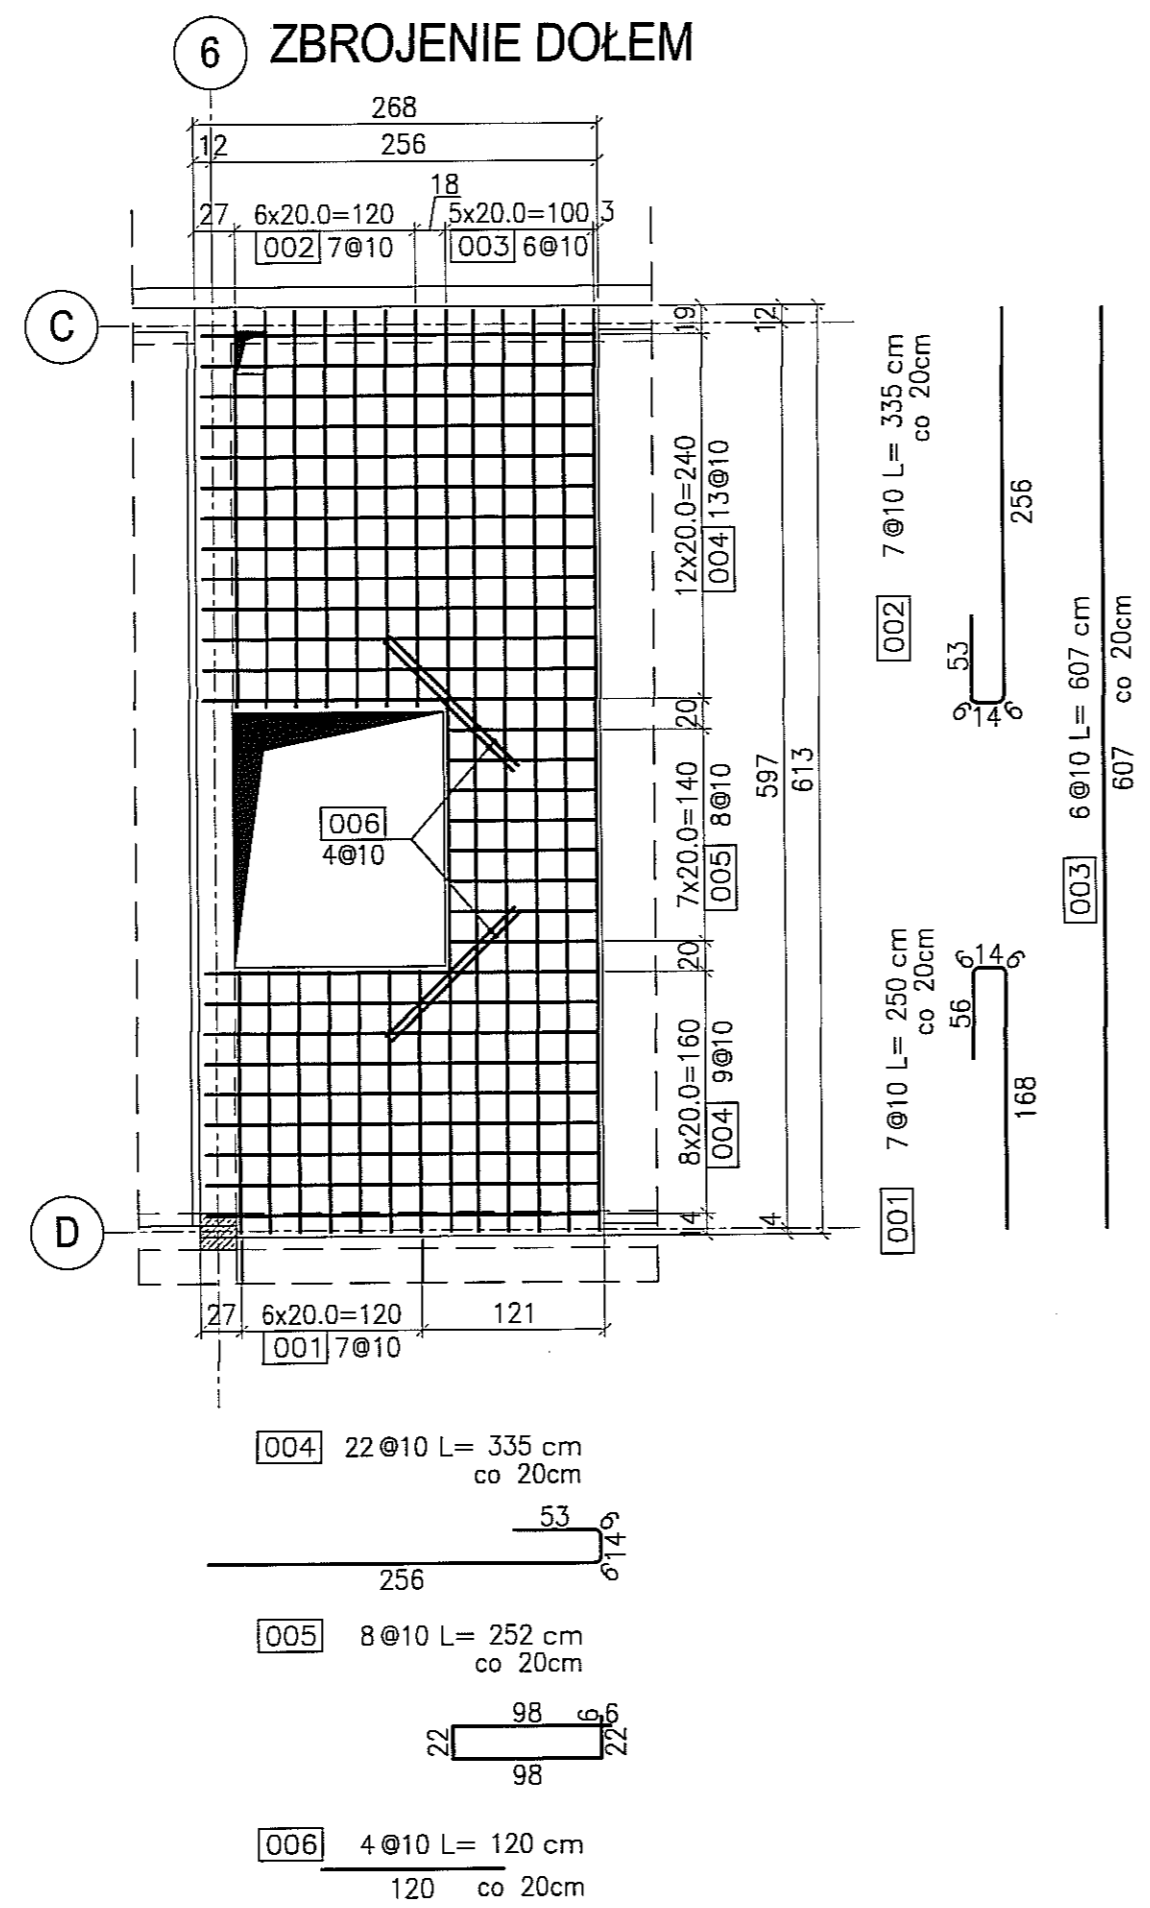 6 ZBROJENIE DOŁEM
268
12 256
18
27 6x20.0=120 5x20.0=100 3
002 7@10 003 6@10
C
19
12
12x20.0=240
004 13@10
20
7x20.0=140
005 8@10
20
8x20.0=160
004 9@10
14
4
597
613
006
4@10
D
27 6x20.0=120 121
001 7@10
002 7@10 L= 335 cm
co 20cm
256
53
6 14 6
003 6@10 L= 607 cm
607 co 20cm
001 7@10 L= 250 cm
co 20cm
6 14 6
56
168
004 22@10 L= 335 cm
co 20cm
53 6
14
256 6
005 8@10 L= 252 cm
co 20cm
98 6 6
22 22
98
006 4@10 L= 120 cm
120 co 20cm